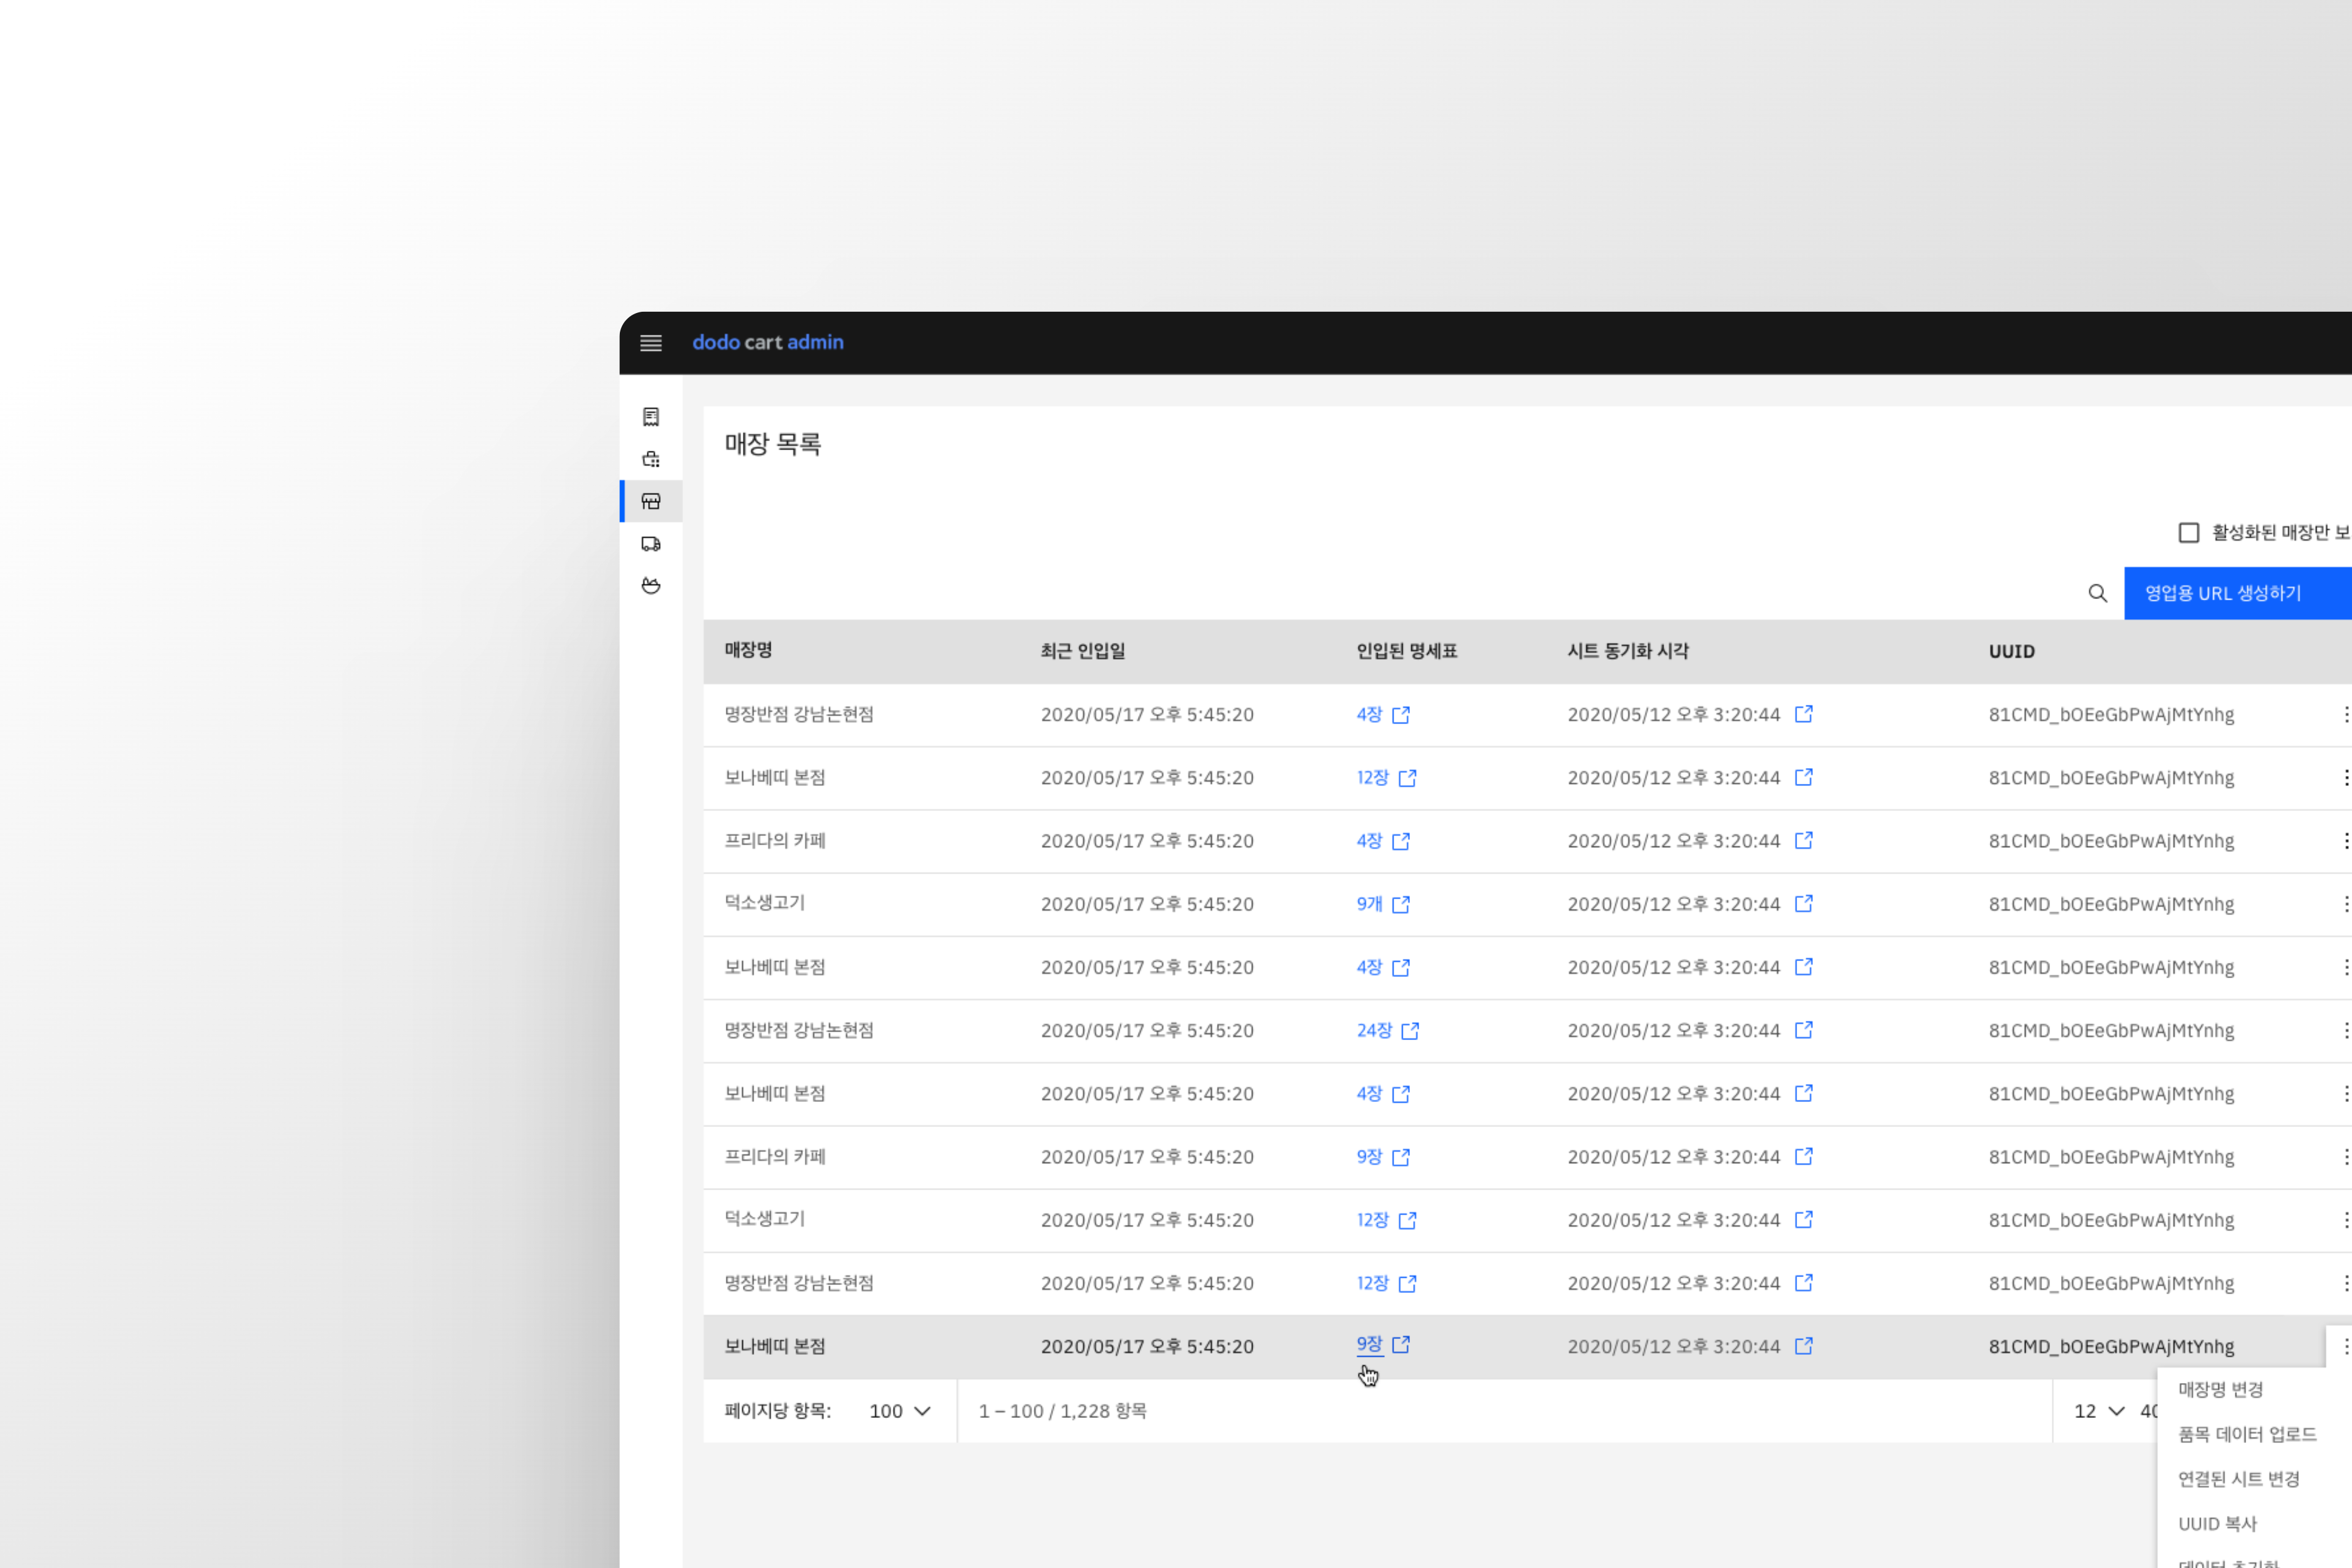 dodo cart admin
매장 목록
활성화된 매장만 보
영업용 URL 생성하기
매장명 최근 인입일 인입된 명세표 시트 동기화 시각 UUID
명장반점 강남논현점 2020/05/17 오후 5:45:20 4장 2020/05/12 오후 3:20:44 81CMD_bOEeGbPwAjMtYnhg
보나베띠 본점 2020/05/17 오후 5:45:20 12장 2020/05/12 오후 3:20:44 81CMD_bOEeGbPwAjMtYnhg
프리다의 카페 2020/05/17 오후 5:45:20 4장 2020/05/12 오후 3:20:44 81CMD_bOEeGbPwAjMtYnhg
덕소생고기 2020/05/17 오후 5:45:20 9개 2020/05/12 오후 3:20:44 81CMD_bOEeGbPwAjMtYnhg
보나베띠 본점 2020/05/17 오후 5:45:20 4장 2020/05/12 오후 3:20:44 81CMD_bOEeGbPwAjMtYnhg
명장반점 강남논현점 2020/05/17 오후 5:45:20 24장 2020/05/12 오후 3:20:44 81CMD_bOEeGbPwAjMtYnhg
보나베띠 본점 2020/05/17 오후 5:45:20 4장 2020/05/12 오후 3:20:44 81CMD_bOEeGbPwAjMtYnhg
프리다의 카페 2020/05/17 오후 5:45:20 9장 2020/05/12 오후 3:20:44 81CMD_bOEeGbPwAjMtYnhg
덕소생고기 2020/05/17 오후 5:45:20 12장 2020/05/12 오후 3:20:44 81CMD_bOEeGbPwAjMtYnhg
명장반점 강남논현점 2020/05/17 오후 5:45:20 12장 2020/05/12 오후 3:20:44 81CMD_bOEeGbPwAjMtYnhg
보나베띠 본점 2020/05/17 오후 5:45:20 9장 2020/05/12 오후 3:20:44 81CMD_bOEeGbPwAjMtYnhg
페이지당 항목: 100 1 – 100 / 1,228 항목 12 40
매장명 변경
품목 데이터 업로드
연결된 시트 변경
UUID 복사